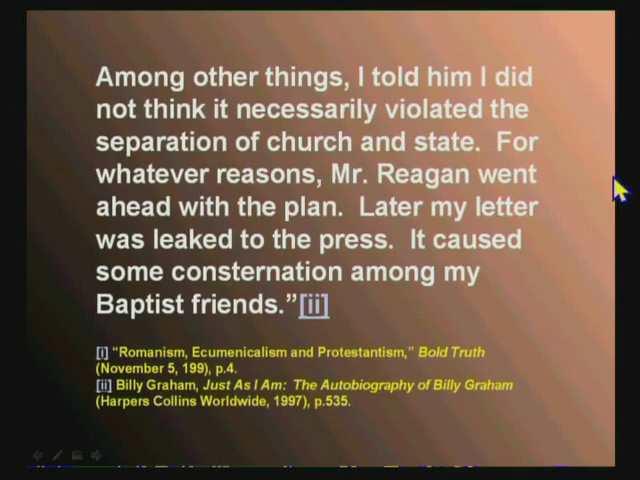 Among other things, I told him I did
not think it necessarily violated the
separation of church and state.  For
whatever reasons, Mr. Reagan went
ahead with the plan.  Later my letter
was leaked to the press.  It caused
some consternation among my
Baptist friends.”[ii]
[i] “Romanism, Ecumenicalism and Protestantism,” Bold Truth
(November 5, 199), p.4.
[ii] Billy Graham, Just As I Am:  The Autobiography of Billy Graham
(Harpers Collins Worldwide, 1997), p.535.